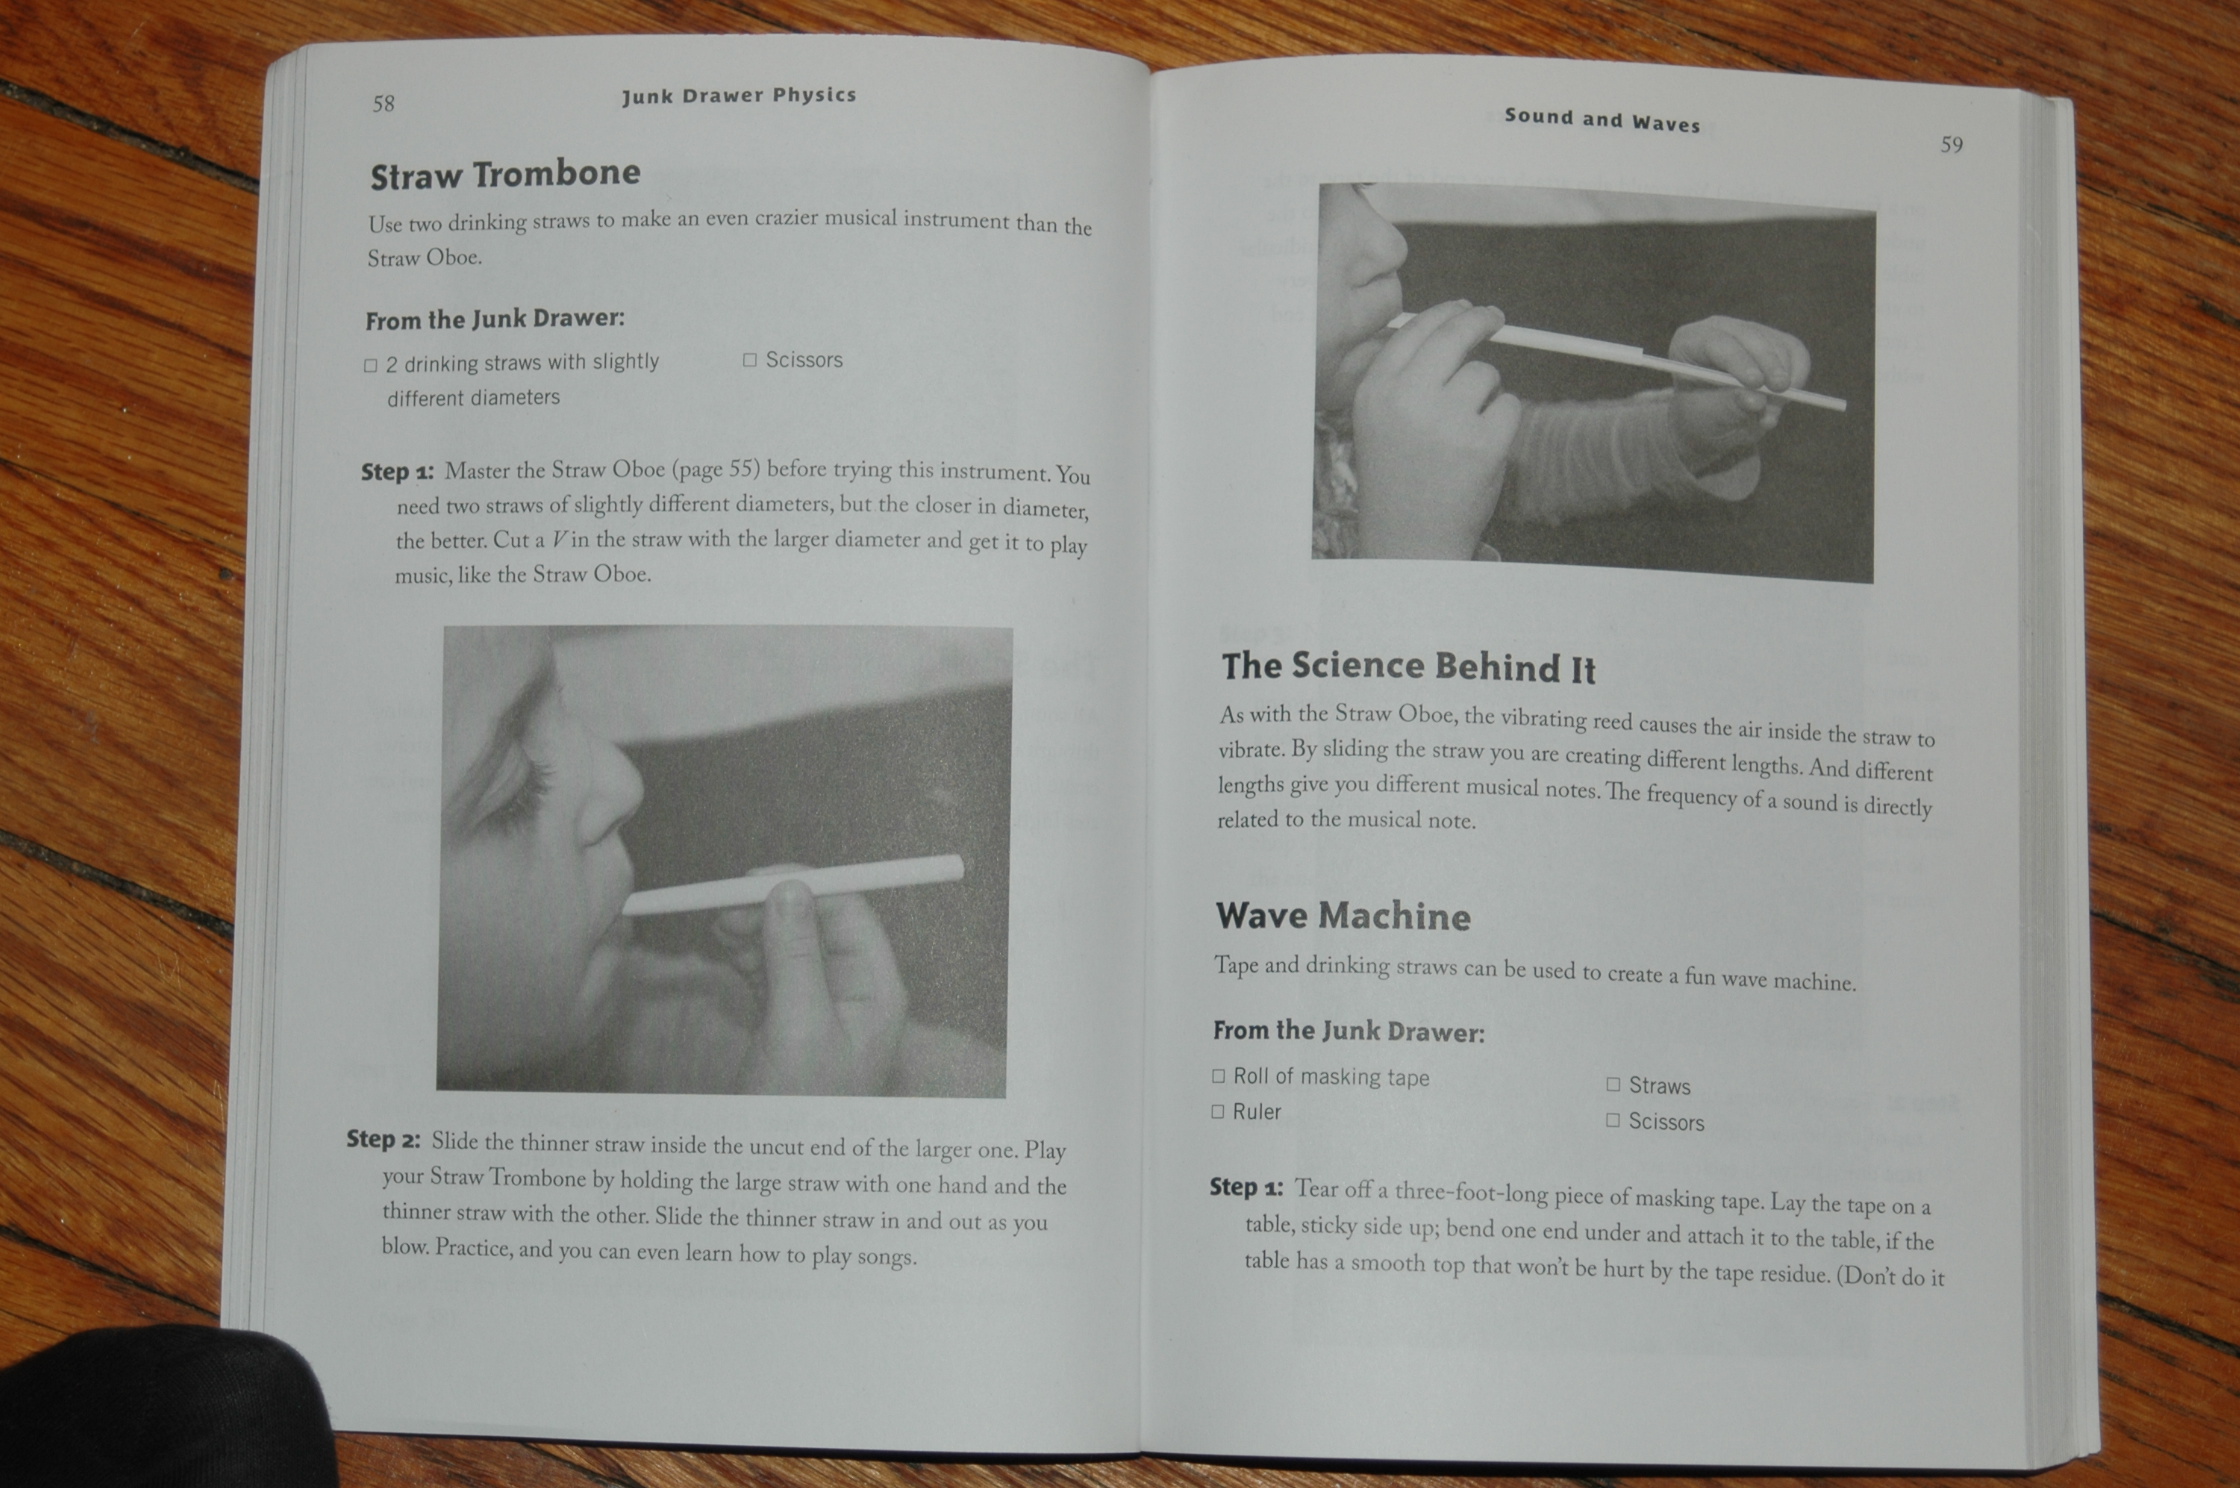 58
Junk Drawer Physics
Straw Trombone
Use two drinking straws to make an even crazier musical instrument than the
Straw Oboe.
From the Junk Drawer:
☐ 2 drinking straws with slightly
different diameters
☐ Scissors
Step 1: Master the Straw Oboe (page 55) before trying this instrument. You
need two straws of slightly different diameters, but the closer in diameter,
the better. Cut a V in the straw with the larger diameter and get it to play
music, like the Straw Oboe.
Step 2: Slide the thinner straw inside the uncut end of the larger one. Play
your Straw Trombone by holding the large straw with one hand and the
thinner straw with the other. Slide the thinner straw in and out as you
blow. Practice, and you can even learn how to play songs.
Sound and Waves
59
The Science Behind It
As with the Straw Oboe, the vibrating reed causes the air inside the straw to
vibrate. By sliding the straw you are creating different lengths. And different
lengths give you different musical notes. The frequency of a sound is directly
related to the musical note.
Wave Machine
Tape and drinking straws can be used to create a fun wave machine.
From the Junk Drawer:
☐ Roll of masking tape
☐ Ruler
☐ Straws
☐ Scissors
Step 1: Tear off a three-foot-long piece of masking tape. Lay the tape on a
table, sticky side up; bend one end under and attach it to the table, if the
table has a smooth top that won't be hurt by the tape residue. (Don't do it